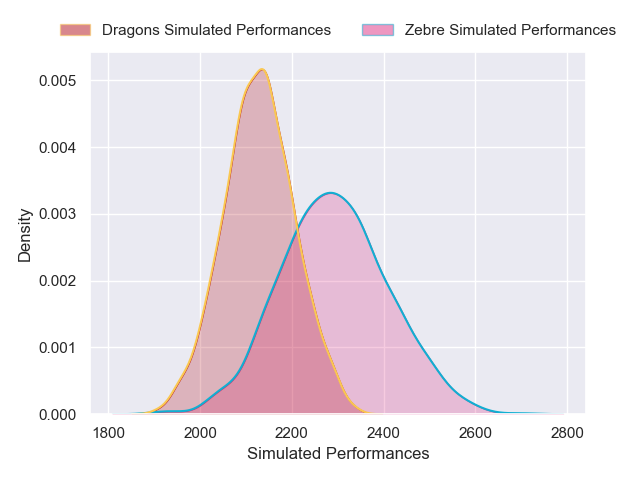 Dragons Simulated Performances Zebre Simulated Performances
0.005
0.004
0.003
0.002
0.001
0.000
Density
1800 2000 2200 2400 2600 2800
Simulated Performances